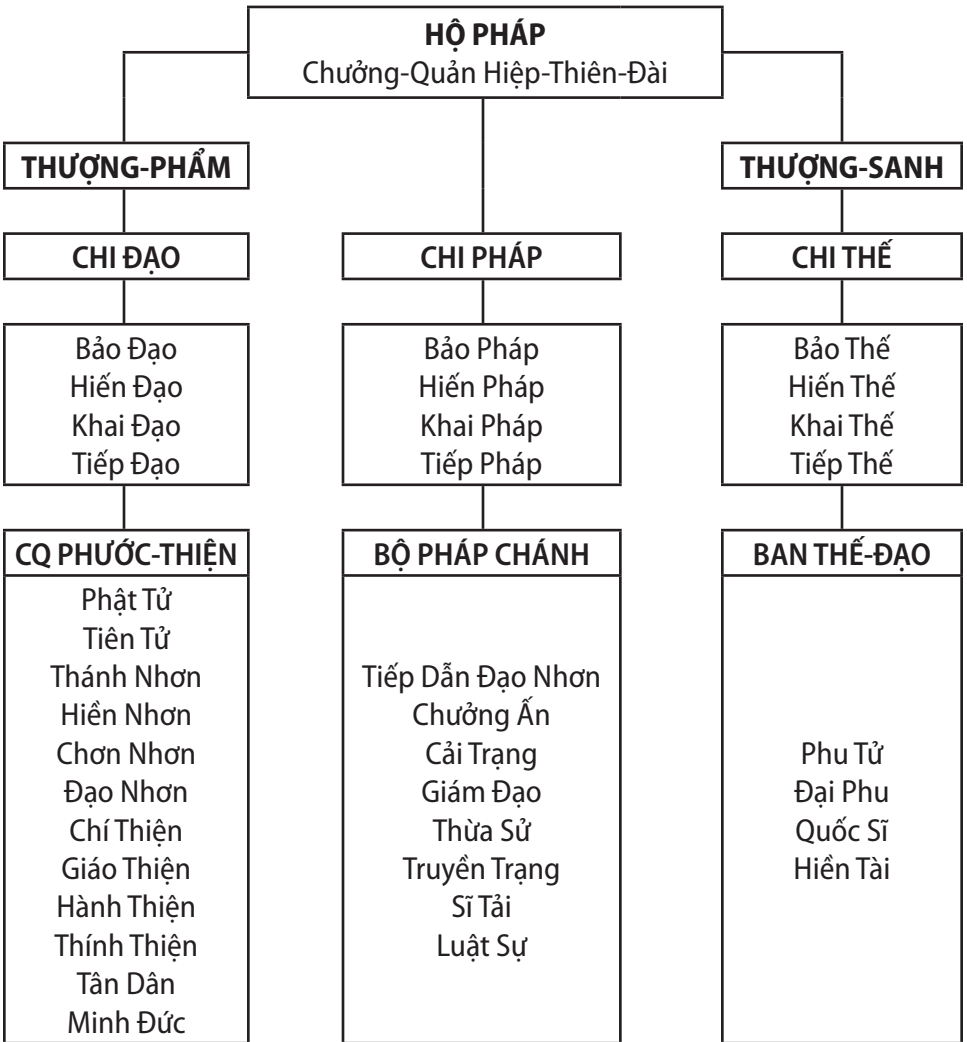 HỘ PHÁP
Chưởng-Quản Hiệp-Thiên-Đài
THƯỢNG-PHẨM
THƯỢNG-SANH
CHI ĐẠO
CHI PHÁP
CHI THẾ
Bảo Đạo
Hiến Đạo
Khai Đạo
Tiếp Đạo
Bảo Pháp
Hiến Pháp
Khai Pháp
Tiếp Pháp
Bảo Thế
Hiến Thế
Khai Thế
Tiếp Thế
CQ PHƯỚC-THIỆN
Phật Tử
Tiên Tử
Thánh Nhơn
Hiền Nhơn
Chơn Nhơn
Đạo Nhơn
Chí Thiện
Giáo Thiện
Hành Thiện
Thính Thiện
Tân Dân
Minh Đức
BỘ PHÁP CHÁNH
Tiếp Dẫn Đạo Nhơn
Chưởng Ấn
Cải Trạng
Giám Đạo
Thừa Sử
Truyền Trạng
Sĩ Tải
Luật Sự
BAN THẾ-ĐẠO
Phu Tử
Đại Phu
Quốc Sĩ
Hiền Tài